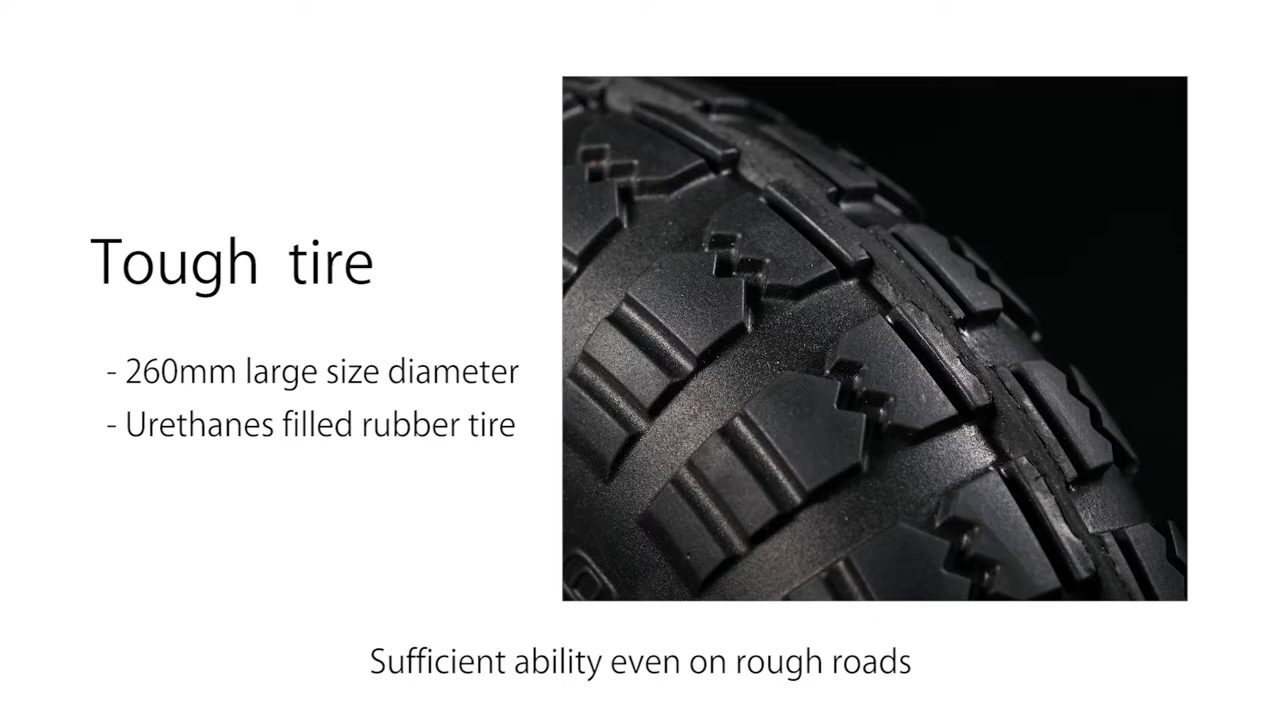 Tough tire
- 260mm large size diameter
- Urethanes filled rubber tire
Sufficient ability even on rough roads